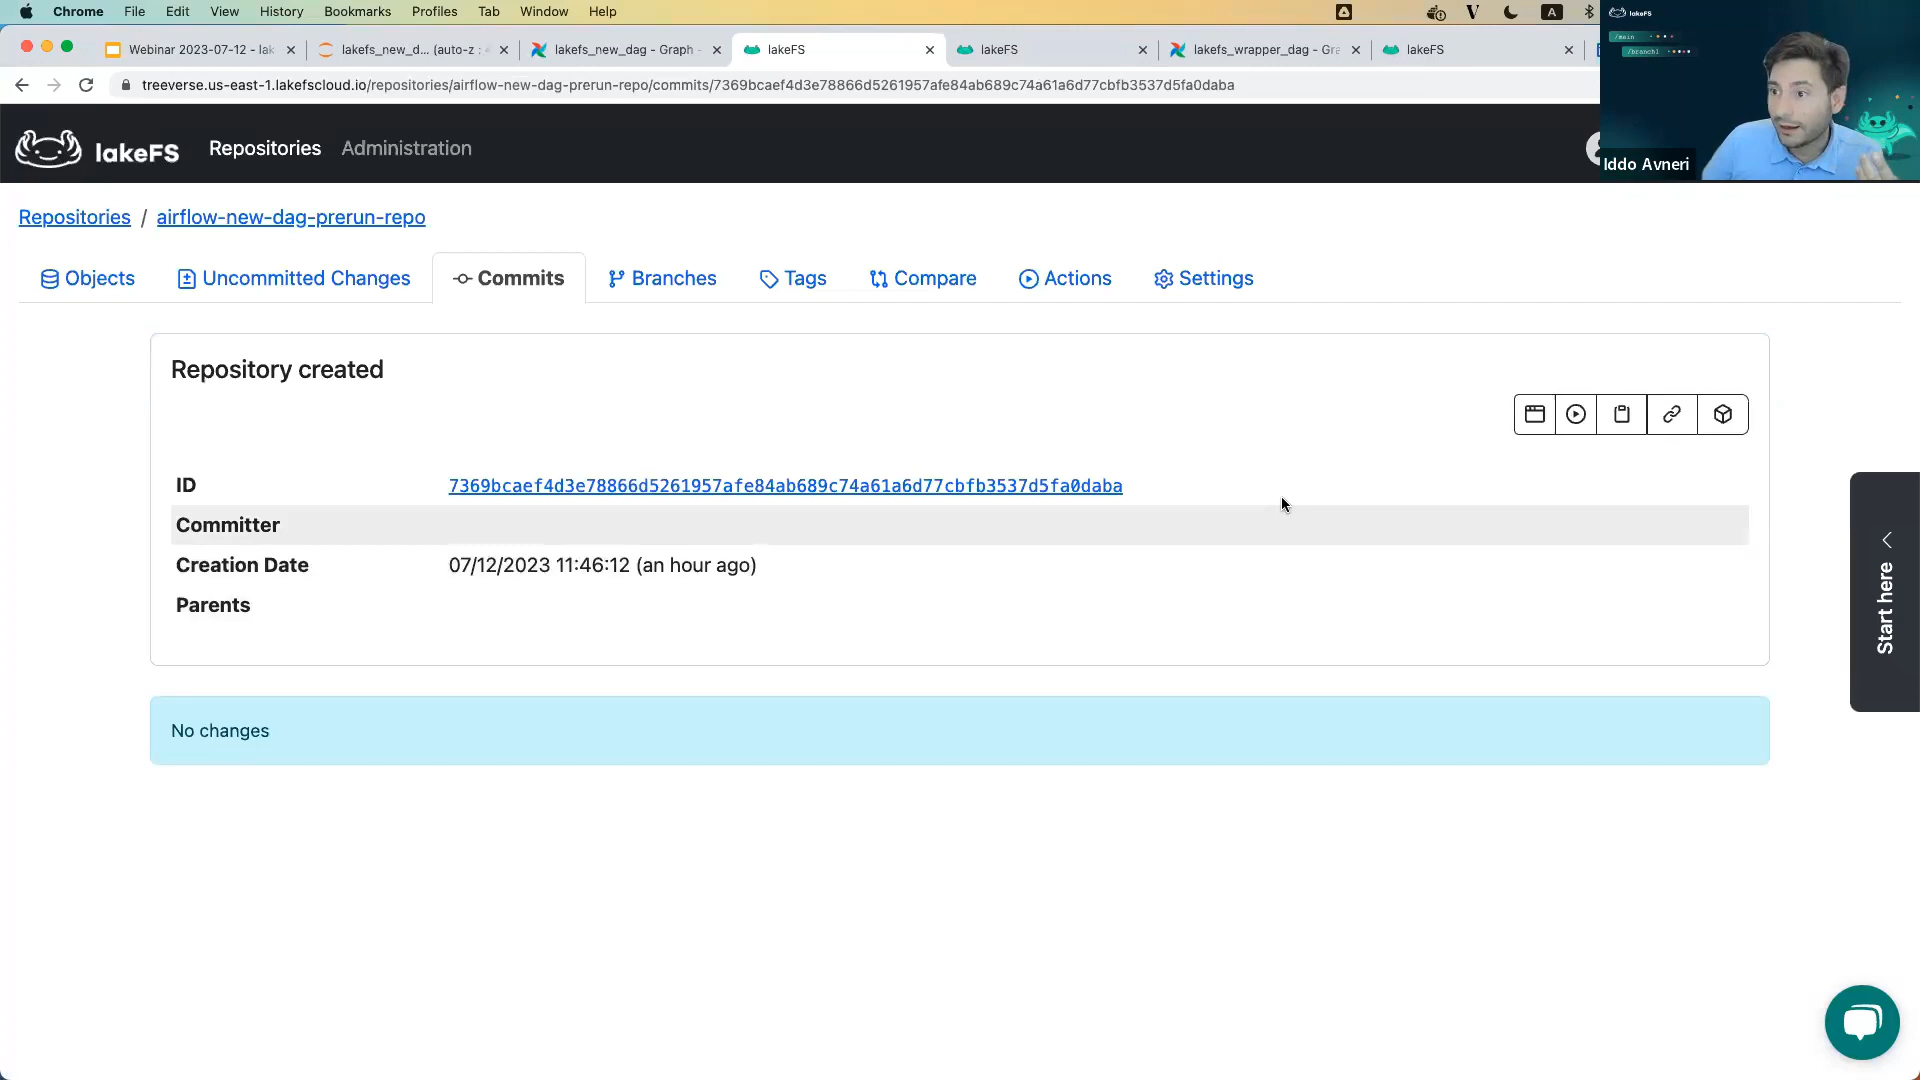 Chrome File Edit View History Bookmarks Profiles Tab Window Help
V A
lakeFS
/main
/branch1
Webinar 2023-07-12 - lak
lakefs_new_d... (auto-z : 4
lakefs_new_dag - Graph -
lakeFS
lakeFS
lakefs_wrapper_dag - Gra
lakeFS
treeverse.us-east-1.lakefscloud.io/repositories/airflow-new-dag-prerun-repo/commits/7369bcaef4d3e78866d5261957afe84ab689c74a61a6d77cbfb3537d5fa0daba
lakeFS Repositories Administration
Iddo Avneri
Repositories / airflow-new-dag-prerun-repo
Objects Uncommitted Changes Commits Branches Tags Compare Actions Settings
Repository created
ID 7369bcaef4d3e78866d5261957afe84ab689c74a61a6d77cbfb3537d5fa0daba
Committer
Creation Date 07/12/2023 11:46:12 (an hour ago)
Parents
Start here
No changes